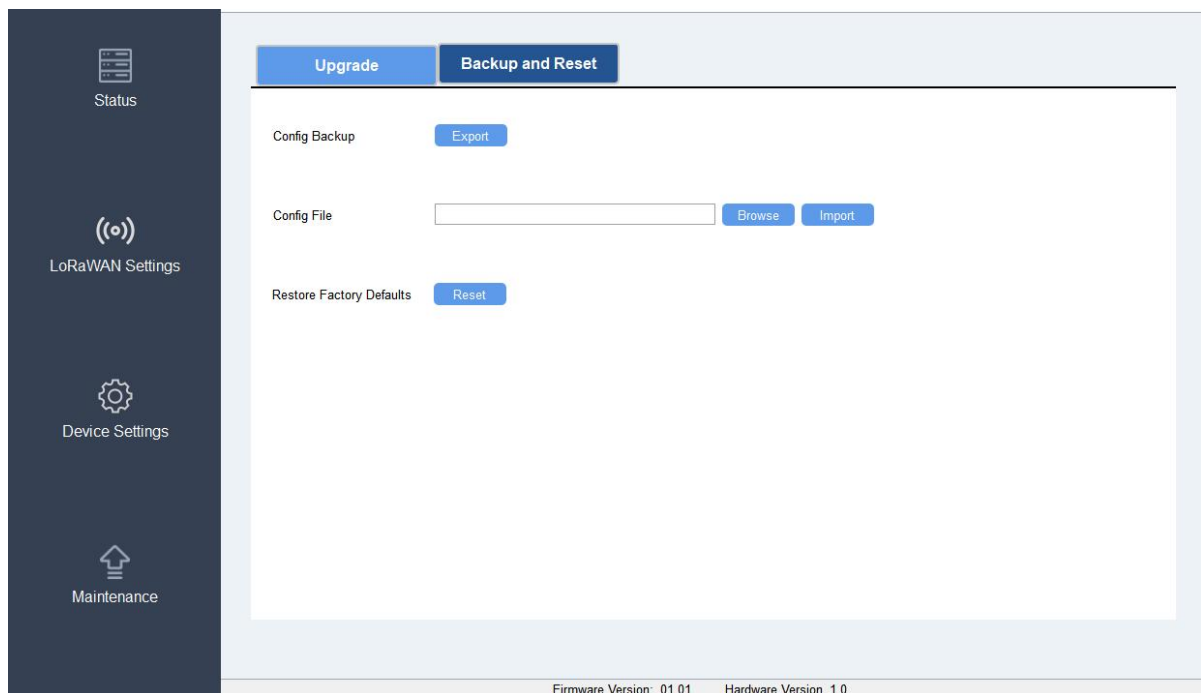 Status
LoRaWAN Settings
Device Settings
Maintenance
Upgrade
Backup and Reset
Config Backup
Export
Config File
Browse
Import
Restore Factory Defaults
Reset
Firmware Version: 01.01 Hardware Version 1.0